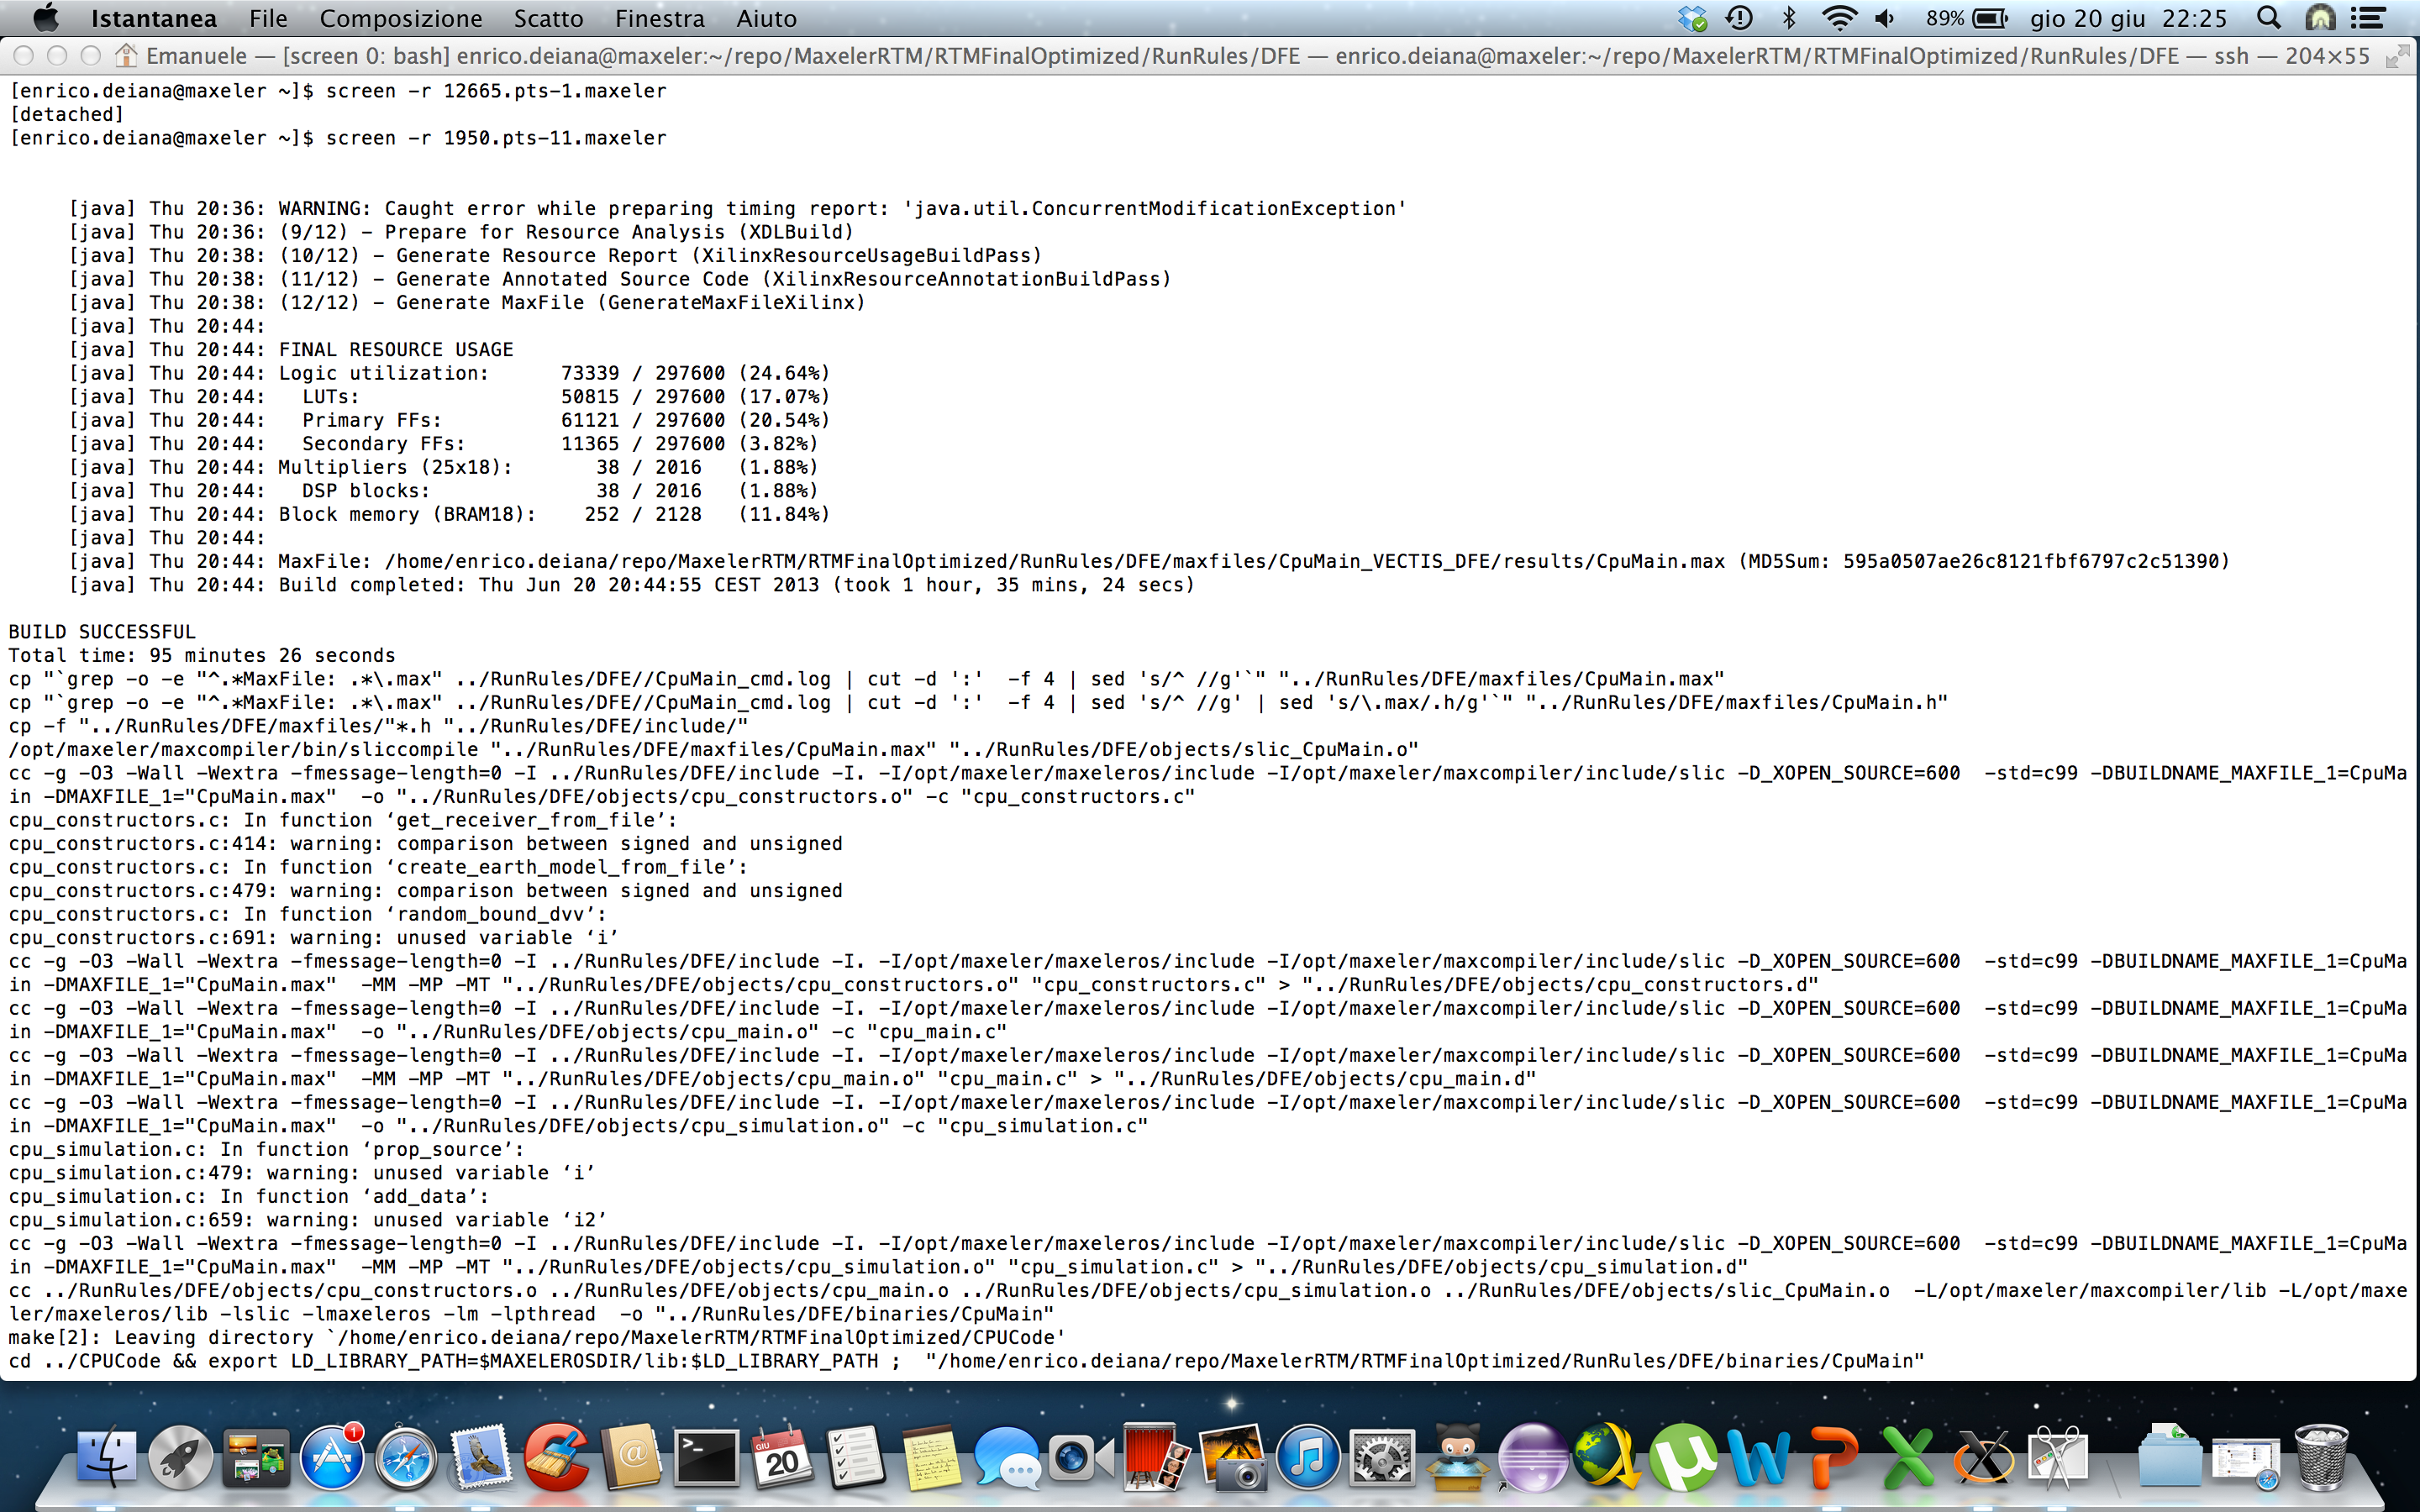 Istantanea File Composizione Scatto Finestra Aiuto 89% gio 20 giu 22:25
Emanuele — [screen 0: bash] enrico.deiana@maxeler:~/repo/MaxelerRTM/RTMFinalOptimized/RunRules/DFE — enrico.deiana@maxeler:~/repo/MaxelerRTM/RTMFinalOptimized/RunRules/DFE — ssh — 204×55
[enrico.deiana@maxeler ~]$ screen -r 12665.pts-1.maxeler
[detached]
[enrico.deiana@maxeler ~]$ screen -r 1950.pts-11.maxeler
[java] Thu 20:36: WARNING: Caught error while preparing timing report: 'java.util.ConcurrentModificationException'
[java] Thu 20:36: (9/12) - Prepare for Resource Analysis (XDLBuild)
[java] Thu 20:38: (10/12) - Generate Resource Report (XilinxResourceUsageBuildPass)
[java] Thu 20:38: (11/12) - Generate Annotated Source Code (XilinxResourceAnnotationBuildPass)
[java] Thu 20:38: (12/12) - Generate MaxFile (GenerateMaxFileXilinx)
[java] Thu 20:44:
[java] Thu 20:44: FINAL RESOURCE USAGE
[java] Thu 20:44: Logic utilization: 73339 / 297600 (24.64%)
[java] Thu 20:44: LUTs: 50815 / 297600 (17.07%)
[java] Thu 20:44: Primary FFs: 61121 / 297600 (20.54%)
[java] Thu 20:44: Secondary FFs: 11365 / 297600 (3.82%)
[java] Thu 20:44: Multipliers (25x18): 38 / 2016 (1.88%)
[java] Thu 20:44: DSP blocks: 38 / 2016 (1.88%)
[java] Thu 20:44: Block memory (BRAM18): 252 / 2128 (11.84%)
[java] Thu 20:44:
[java] Thu 20:44: MaxFile: /home/enrico.deiana/repo/MaxelerRTM/RTMFinalOptimized/RunRules/DFE/maxfiles/CpuMain_VECTIS_DFE/results/CpuMain.max (MD5Sum: 595a0507ae26c8121fbf6797c2c51390)
[java] Thu 20:44: Build completed: Thu Jun 20 20:44:55 CEST 2013 (took 1 hour, 35 mins, 24 secs)
BUILD SUCCESSFUL
Total time: 95 minutes 26 seconds
cp "`grep -o -e "^.*MaxFile: .*\.max" ../RunRules/DFE//CpuMain_cmd.log | cut -d ':'  -f 4 | sed 's/^ //g'`" "../RunRules/DFE/maxfiles/CpuMain.max"
cp "`grep -o -e "^.*MaxFile: .*\.max" ../RunRules/DFE//CpuMain_cmd.log | cut -d ':'  -f 4 | sed 's/^ //g' | sed 's/\.max/.h/g'`" "../RunRules/DFE/maxfiles/CpuMain.h"
cp -f "../RunRules/DFE/maxfiles/"*.h "../RunRules/DFE/include/"
/opt/maxeler/maxcompiler/bin/sliccompile "../RunRules/DFE/maxfiles/CpuMain.max" "../RunRules/DFE/objects/slic_CpuMain.o"
cc -g -O3 -Wall -Wextra -fmessage-length=0 -I ../RunRules/DFE/include -I. -I/opt/maxeler/maxeleros/include -I/opt/maxeler/maxcompiler/include/slic -D_XOPEN_SOURCE=600  -std=c99 -DBUILDNAME_MAXFILE_1=CpuMa
in -DMAXFILE_1="CpuMain.max"  -o "../RunRules/DFE/objects/cpu_constructors.o" -c "cpu_constructors.c"
cpu_constructors.c: In function ‘get_receiver_from_file’:
cpu_constructors.c:414: warning: comparison between signed and unsigned
cpu_constructors.c: In function ‘create_earth_model_from_file’:
cpu_constructors.c:479: warning: comparison between signed and unsigned
cpu_constructors.c: In function ‘random_bound_dvv’:
cpu_constructors.c:691: warning: unused variable ‘i’
cc -g -O3 -Wall -Wextra -fmessage-length=0 -I ../RunRules/DFE/include -I. -I/opt/maxeler/maxeleros/include -I/opt/maxeler/maxcompiler/include/slic -D_XOPEN_SOURCE=600  -std=c99 -DBUILDNAME_MAXFILE_1=CpuMa
in -DMAXFILE_1="CpuMain.max"  -MM -MP -MT "../RunRules/DFE/objects/cpu_constructors.o" "cpu_constructors.c" > "../RunRules/DFE/objects/cpu_constructors.d"
cc -g -O3 -Wall -Wextra -fmessage-length=0 -I ../RunRules/DFE/include -I. -I/opt/maxeler/maxeleros/include -I/opt/maxeler/maxcompiler/include/slic -D_XOPEN_SOURCE=600  -std=c99 -DBUILDNAME_MAXFILE_1=CpuMa
in -DMAXFILE_1="CpuMain.max"  -o "../RunRules/DFE/objects/cpu_main.o" -c "cpu_main.c"
cc -g -O3 -Wall -Wextra -fmessage-length=0 -I ../RunRules/DFE/include -I. -I/opt/maxeler/maxeleros/include -I/opt/maxeler/maxcompiler/include/slic -D_XOPEN_SOURCE=600  -std=c99 -DBUILDNAME_MAXFILE_1=CpuMa
in -DMAXFILE_1="CpuMain.max"  -MM -MP -MT "../RunRules/DFE/objects/cpu_main.o" "cpu_main.c" > "../RunRules/DFE/objects/cpu_main.d"
cc -g -O3 -Wall -Wextra -fmessage-length=0 -I ../RunRules/DFE/include -I. -I/opt/maxeler/maxeleros/include -I/opt/maxeler/maxcompiler/include/slic -D_XOPEN_SOURCE=600  -std=c99 -DBUILDNAME_MAXFILE_1=CpuMa
in -DMAXFILE_1="CpuMain.max"  -o "../RunRules/DFE/objects/cpu_simulation.o" -c "cpu_simulation.c"
cpu_simulation.c: In function ‘prop_source’:
cpu_simulation.c:479: warning: unused variable ‘i’
cpu_simulation.c: In function ‘add_data’:
cpu_simulation.c:659: warning: unused variable ‘i2’
cc -g -O3 -Wall -Wextra -fmessage-length=0 -I ../RunRules/DFE/include -I. -I/opt/maxeler/maxeleros/include -I/opt/maxeler/maxcompiler/include/slic -D_XOPEN_SOURCE=600  -std=c99 -DBUILDNAME_MAXFILE_1=CpuMa
in -DMAXFILE_1="CpuMain.max"  -MM -MP -MT "../RunRules/DFE/objects/cpu_simulation.o" "cpu_simulation.c" > "../RunRules/DFE/objects/cpu_simulation.d"
cc ../RunRules/DFE/objects/cpu_constructors.o ../RunRules/DFE/objects/cpu_main.o ../RunRules/DFE/objects/cpu_simulation.o ../RunRules/DFE/objects/slic_CpuMain.o  -L/opt/maxeler/maxcompiler/lib -L/opt/maxe
ler/maxeleros/lib -lslic -lmaxeleros -lm -lpthread  -o "../RunRules/DFE/binaries/CpuMain"
make[2]: Leaving directory `/home/enrico.deiana/repo/MaxelerRTM/RTMFinalOptimized/CPUCode'
cd ../CPUCode && export LD_LIBRARY_PATH=$MAXELEROSDIR/lib:$LD_LIBRARY_PATH ;  "/home/enrico.deiana/repo/MaxelerRTM/RTMFinalOptimized/RunRules/DFE/binaries/CpuMain"
1
GIU
20